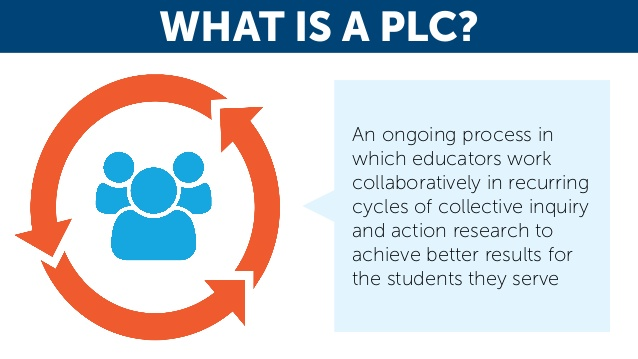 WHAT IS A PLC?
An ongoing process in
which educators work
collaboratively in recurring
cycles of collective inquiry
and action research to
achieve better results for
the students they serve